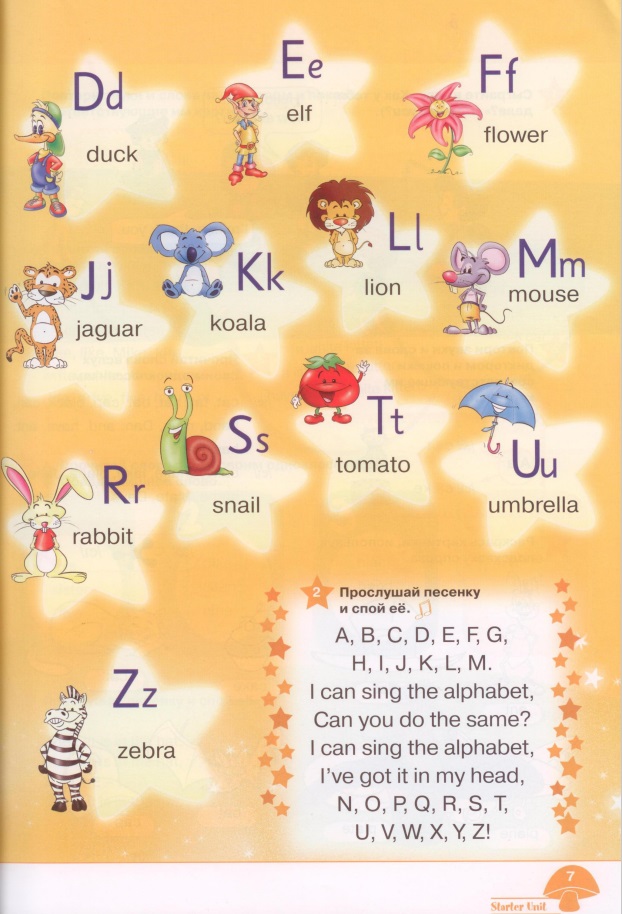 Dd
duck
Ee
elf
Ff
flower
Jj
jaguar
Kk
koala
Ll
lion
Mm
mouse
Rr
rabbit
Ss
snail
Tt
tomato
Uu
umbrella
Zz
zebra
2 Прослушай песенку
и спой её.
A, B, C, D, E, F, G,
H, I, J, K, L, M.
I can sing the alphabet,
Can you do the same?
I can sing the alphabet,
I've got it in my head,
N, O, P, Q, R, S, T,
U, V, W, X, Y, Z!
Starter Unit
7